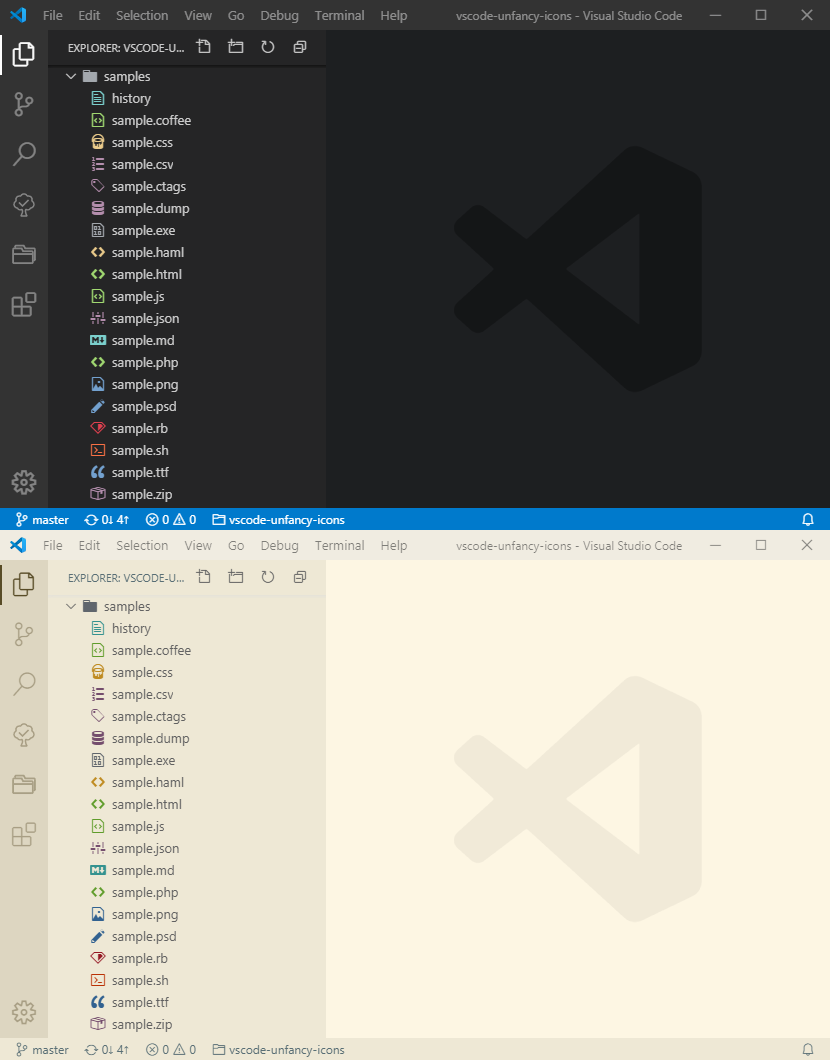 File Edit Selection View Go Debug Terminal Help vscode-unfancy-icons - Visual Studio Code
EXPLORER: VSCODE-U...
samples
history
sample.coffee
sample.css
sample.csv
sample.ctags
sample.dump
sample.exe
sample.haml
sample.html
sample.js
sample.json
sample.md
sample.php
sample.png
sample.psd
sample.rb
sample.sh
sample.ttf
sample.zip
master 0↓ 4↑ 0 0 vscode-unfancy-icons
File Edit Selection View Go Debug Terminal Help vscode-unfancy-icons - Visual Studio Code
EXPLORER: VSCODE-U...
samples
history
sample.coffee
sample.css
sample.csv
sample.ctags
sample.dump
sample.exe
sample.haml
sample.html
sample.js
sample.json
sample.md
sample.php
sample.png
sample.psd
sample.rb
sample.sh
sample.ttf
sample.zip
master 0↓ 4↑ 0 0 vscode-unfancy-icons